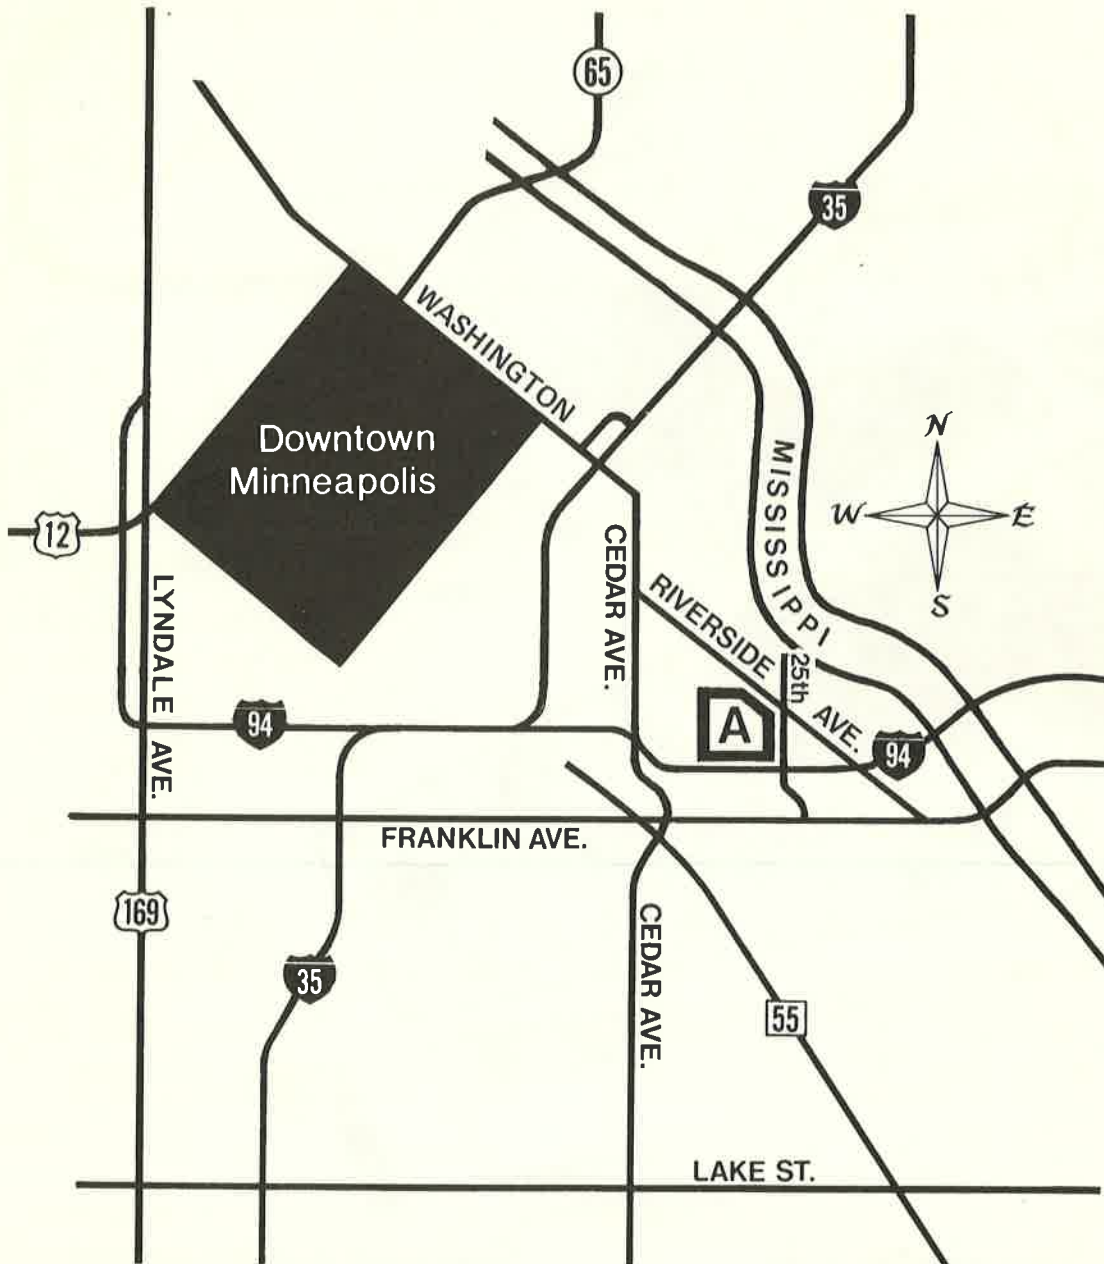 65
35
WASHINGTON
Downtown
Minneapolis
N
W
E
S
MISSISSIPPI
12
CEDAR AVE.
RIVERSIDE AVE.
LYNDALE AVE.
25th
A
94
94
FRANKLIN AVE.
169
CEDAR AVE.
35
55
LAKE ST.